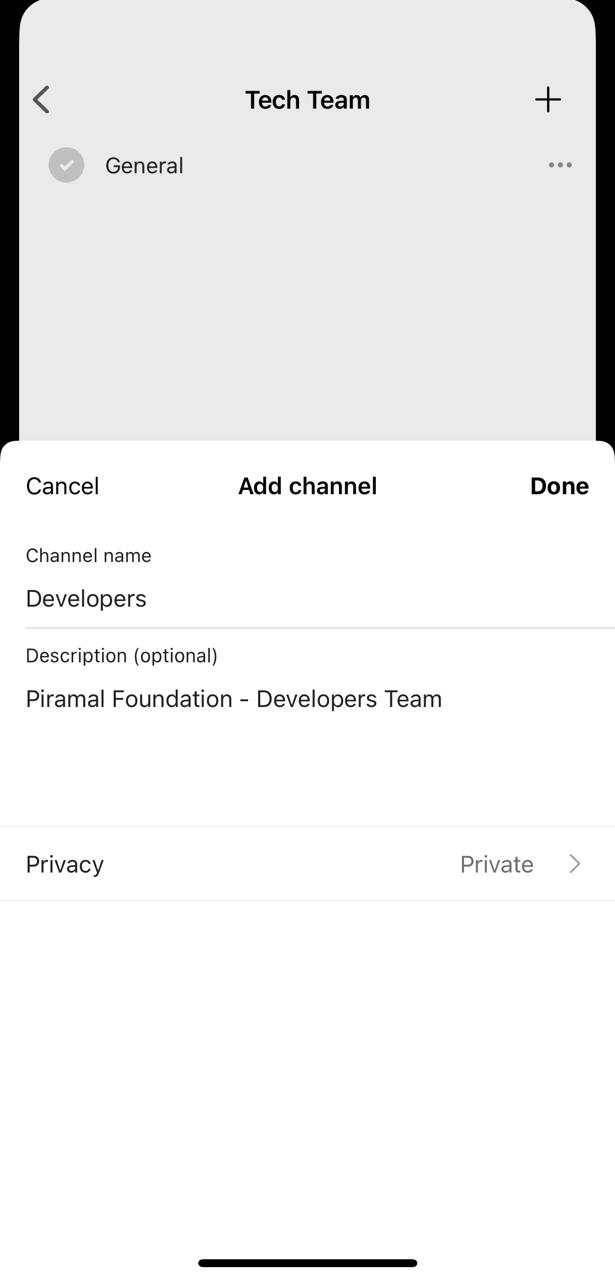 Tech Team
General
Cancel Add channel Done
Channel name
Developers
Description (optional)
Piramal Foundation - Developers Team
Privacy Private